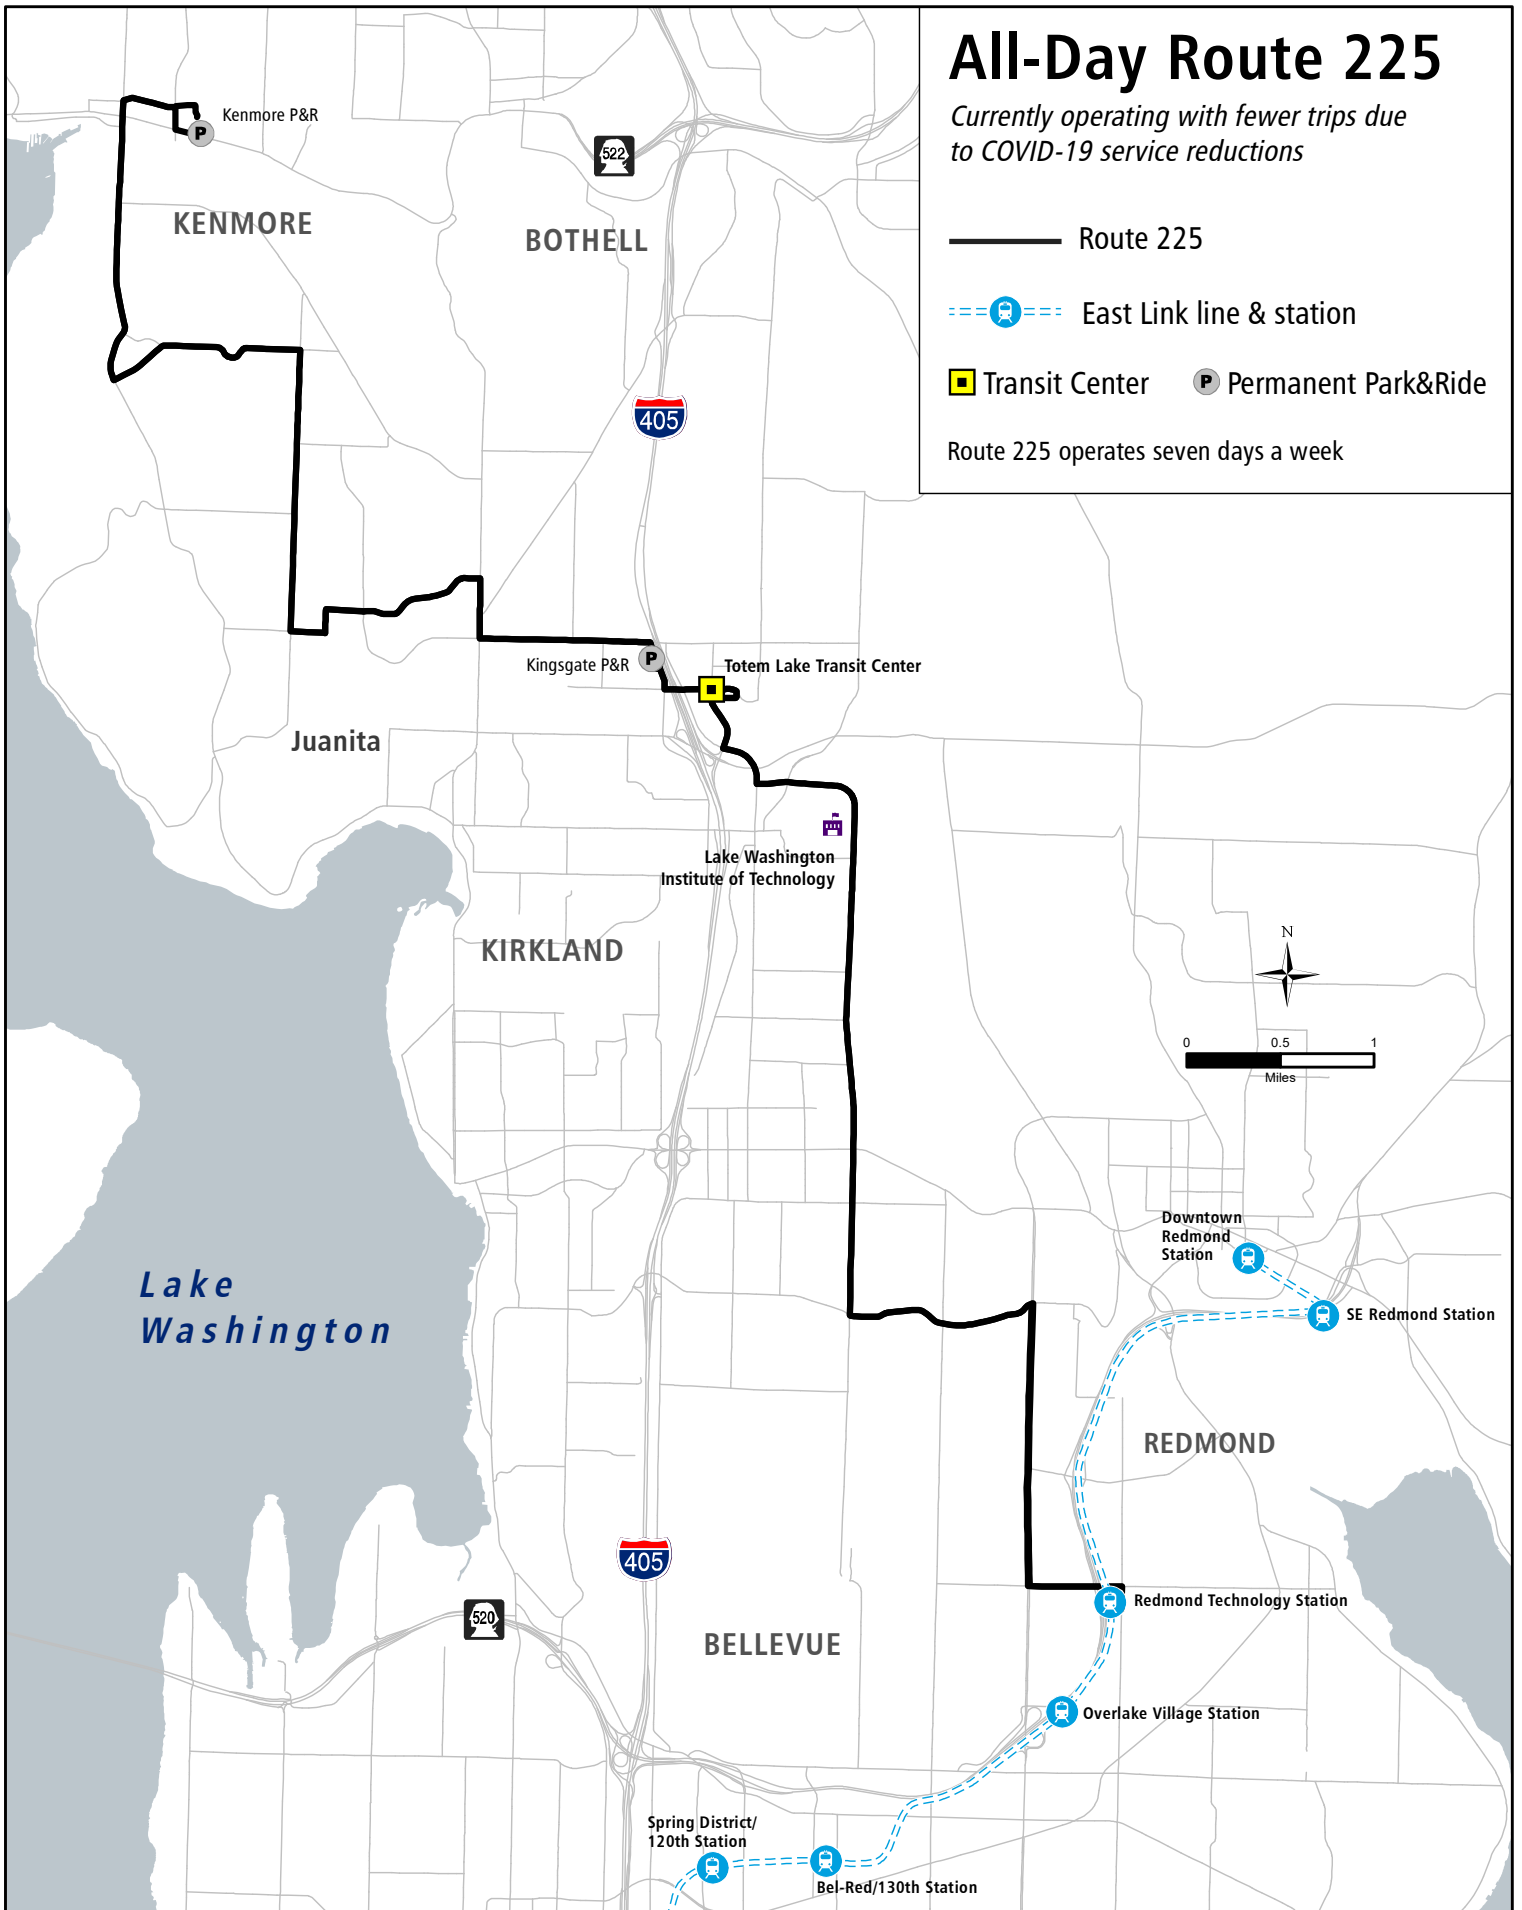 All-Day Route 225
Currently operating with fewer trips due
to COVID-19 service reductions
Route 225
East Link line & station
Transit Center
P Permanent Park&Ride
Route 225 operates seven days a week
Kenmore P&R
P
522
KENMORE
BOTHELL
405
Kingsgate P&R
P
Totem Lake Transit Center
Juanita
Lake Washington
Institute of Technology
KIRKLAND
N
0 0.5 1
Miles
Downtown
Redmond
Station
Lake
Washington
SE Redmond Station
REDMOND
405
Redmond Technology Station
520
BELLEVUE
Overlake Village Station
Spring District/
120th Station
Bel-Red/130th Station